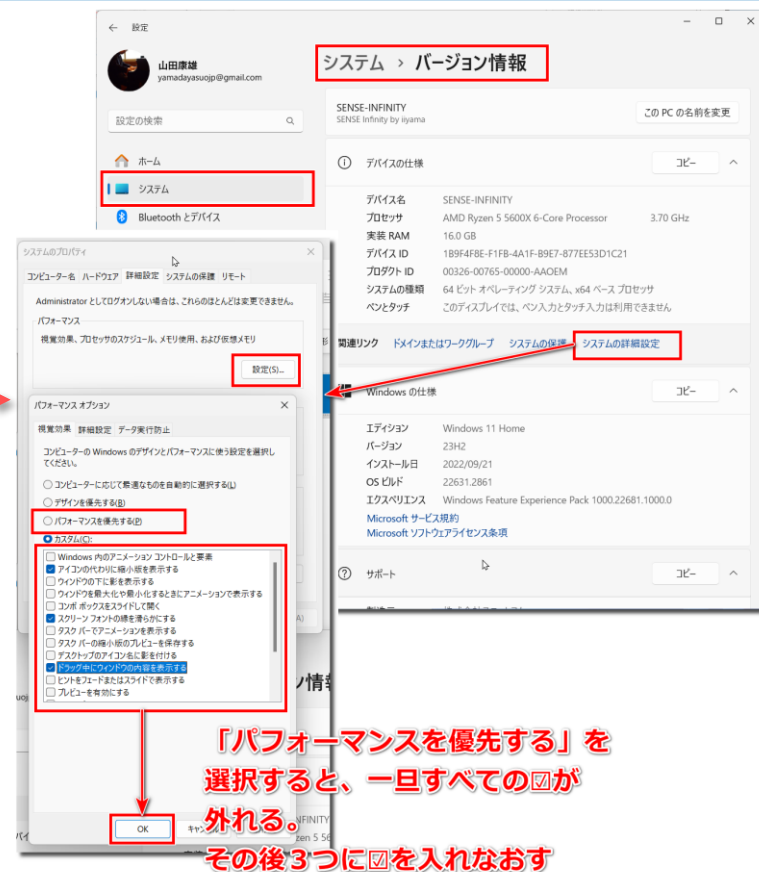 ← 設定
山田康雄
yamadayasuojp@gmail.com
設定の検索
ホーム
システム
Bluetooth とデバイス
システム › バージョン情報
SENSE-INFINITY
SENSE Infinity by iiyama
この PC の名前を変更
デバイスの仕様
コピー
デバイス名 SENSE-INFINITY
プロセッサ AMD Ryzen 5 5600X 6-Core Processor 3.70 GHz
実装 RAM 16.0 GB
デバイス ID 1B9F4F8E-F1FB-4A1F-B9E7-877EE53D1C21
プロダクト ID 00326-00765-00000-AAOEM
システムの種類 64 ビット オペレーティング システム、x64 ベース プロセッサ
ペンとタッチ このディスプレイでは、ペン入力とタッチ入力は利用できません
関連リンク ドメインまたはワークグループ システムの保護 システムの詳細設定
Windows の仕様
コピー
エディション Windows 11 Home
バージョン 23H2
インストール日 2022/09/21
OS ビルド 22631.2861
エクスペリエンス Windows Feature Experience Pack 1000.22681.1000.0
Microsoft サービス規約
Microsoft ソフトウェアライセンス条項
サポート
コピー
システムのプロパティ
コンピューター名 ハードウェア 詳細設定 システムの保護 リモート
Administrator としてログオンしない場合は、これらのほとんどは変更できません。
パフォーマンス
視覚効果、プロセッサのスケジュール、メモリ使用、および仮想メモリ
設定(S)...
パフォーマンス オプション
視覚効果 詳細設定 データ実行防止
コンピューターの Windows のデザインとパフォーマンスに使う設定を選択し
てください。
コンピューターに応じて最適なものを自動的に選択する(L)
デザインを優先する(B)
パフォーマンスを優先する(P)
カスタム(C):
Windows 内のアニメーション コントロールと要素
アイコンの代わりに縮小版を表示する
ウィンドウの下に影を表示する
ウィンドウを最大化や最小化するときにアニメーションで表示する
コンボ ボックスをスライドして開く
スクリーン フォントの縁を滑らかにする
タスク バーでアニメーションを表示する
タスク バーの縮小版のプレビューを保存する
デスクトップのアイコン名に影を付ける
ドラッグ中にウィンドウの内容を表示する
ヒントをフェードまたはスライドで表示する
プレビューを有効にする
OK
「パフォーマンスを優先する」を
選択すると、一旦すべての☑が
外れる。
その後３つに☑を入れなおす